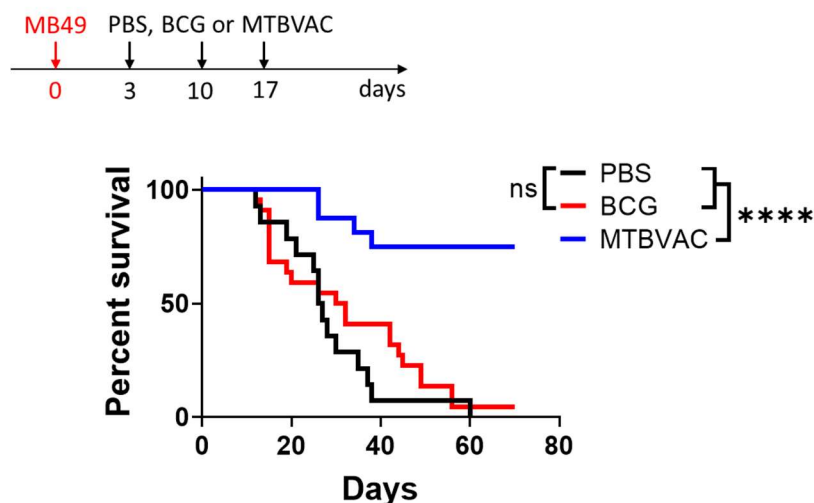 MB49 PBS, BCG or MTBVAC
0 3 10 17 days
Percent survival
100
50
0
0 20 40 60 80
Days
ns
PBS
BCG
MTBVAC
****